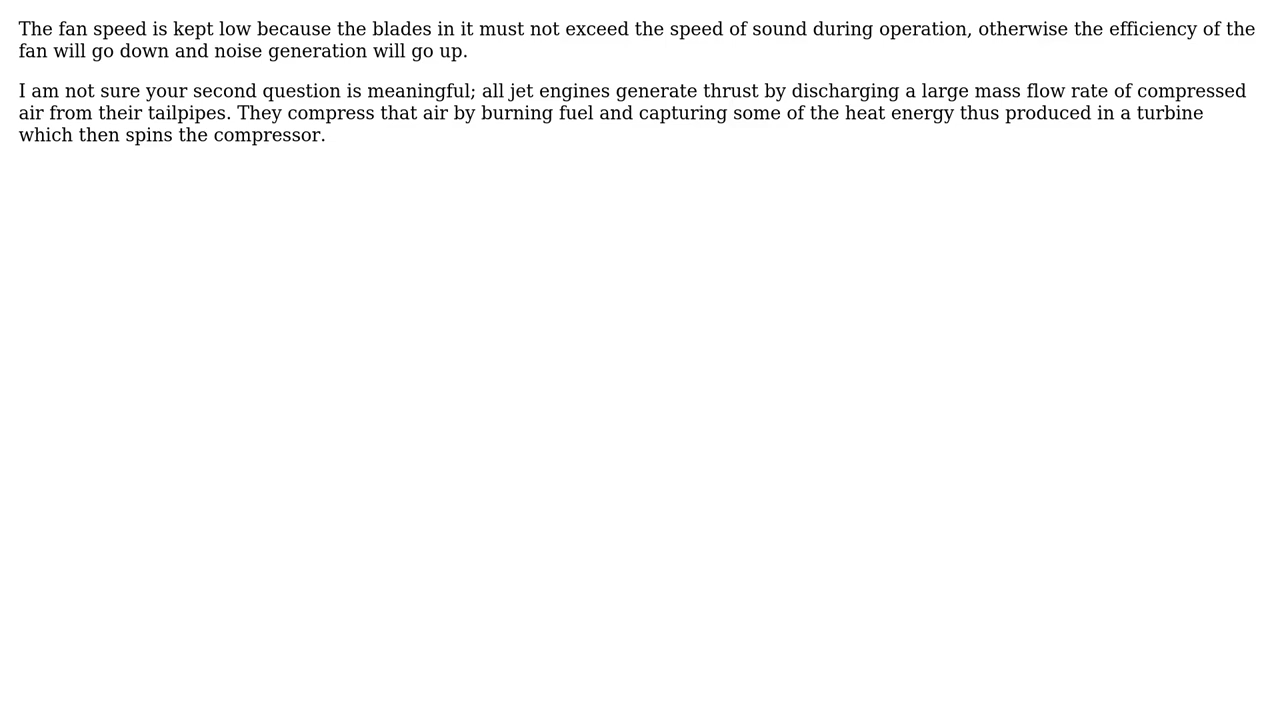 The fan speed is kept low because the blades in it must not exceed the speed of sound during operation, otherwise the efficiency of the
fan will go down and noise generation will go up.
I am not sure your second question is meaningful; all jet engines generate thrust by discharging a large mass flow rate of compressed
air from their tailpipes. They compress that air by burning fuel and capturing some of the heat energy thus produced in a turbine
which then spins the compressor.